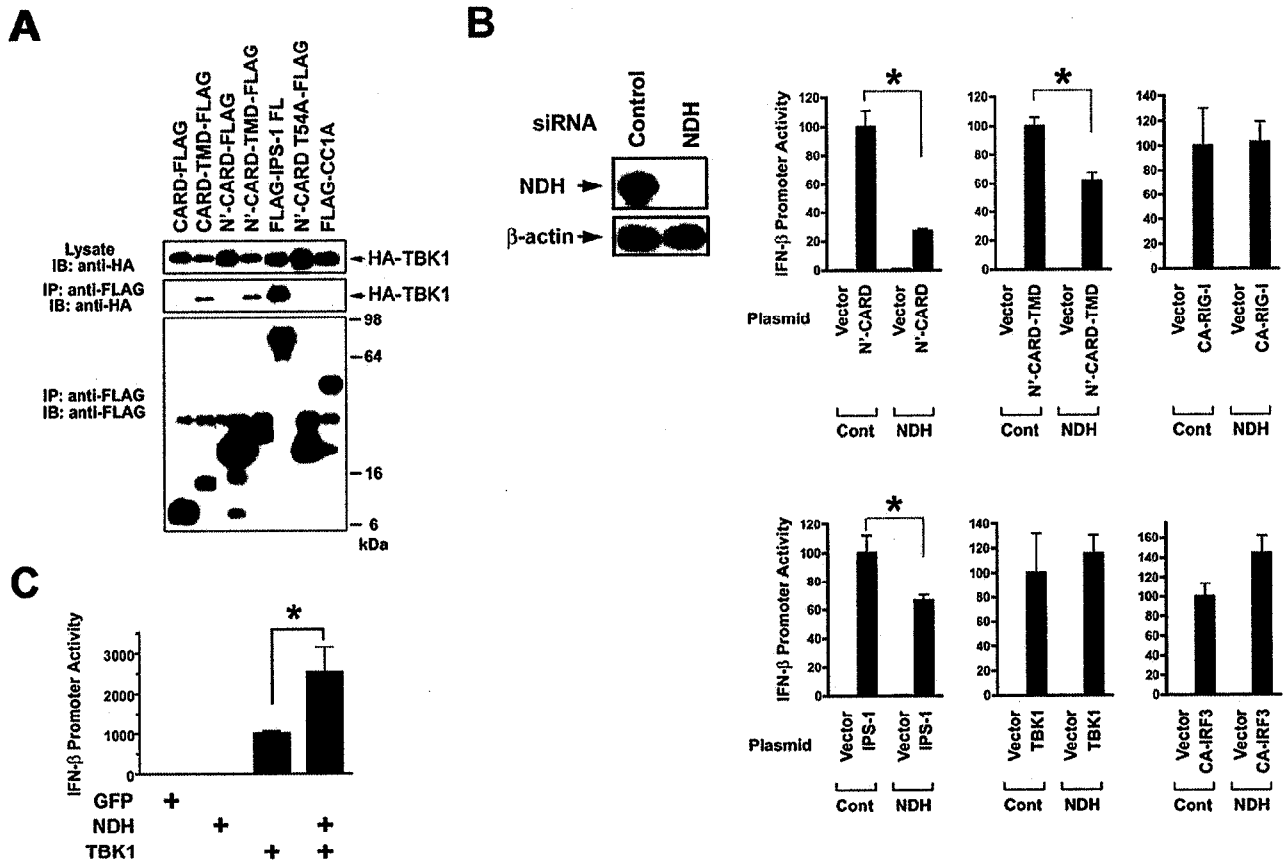 A
CARD-FLAG
CARD-TMD-FLAG
N'-CARD-FLAG
N'-CARD-TMD-FLAG
FLAG-IPS-1 FL
N'-CARD T54A-FLAG
FLAG-CC1A
Lysate
IB: anti-HA
HA-TBK1
IP: anti-FLAG
IB: anti-HA
HA-TBK1
IP: anti-FLAG
IB: anti-FLAG
98
64
16
6
kDa
B
siRNA
Control
NDH
NDH
β-actin
IFN-β Promoter Activity
120
100
80
60
40
20
0
*
Vector
N'-CARD
Vector
N'-CARD
Cont
NDH
120
100
80
60
40
20
0
*
Vector
N'-CARD-TMD
Vector
N'-CARD-TMD
Cont
NDH
140
120
100
80
60
40
20
0
Vector
CA-RIG-I
Vector
CA-RIG-I
Cont
NDH
Plasmid
IFN-β Promoter Activity
120
100
80
60
40
20
0
*
Vector
IPS-1
Vector
IPS-1
Cont
NDH
140
120
100
80
60
40
20
0
Vector
TBK1
Vector
TBK1
Cont
NDH
160
140
120
100
80
60
40
20
0
Vector
CA-IRF3
Vector
CA-IRF3
Cont
NDH
Plasmid
C
IFN-β Promoter Activity
3000
2000
1000
0
*
GFP +
NDH + +
TBK1 + +